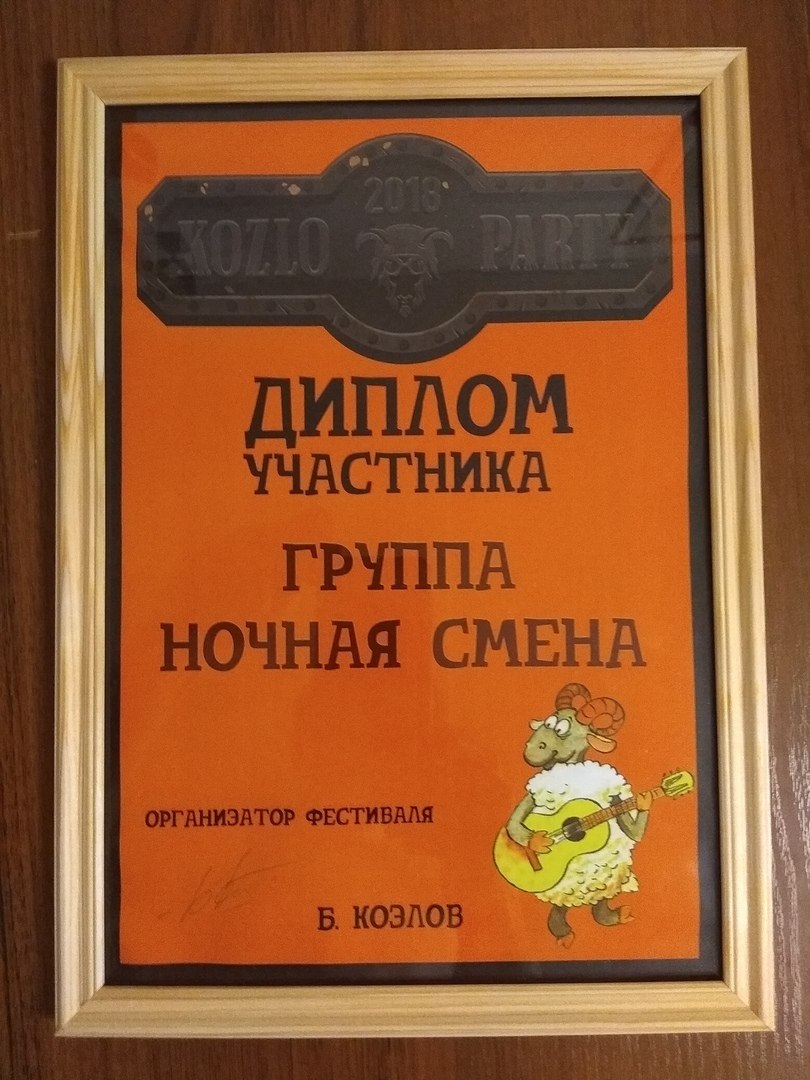 2018
KOZLO PARTY
ДИПЛОМ
УЧАСТНИКА
ГРУППА
НОЧНАЯ СМЕНА
ОРГАНИЗАТОР ФЕСТИВАЛЯ
Б. КОЗЛОВ